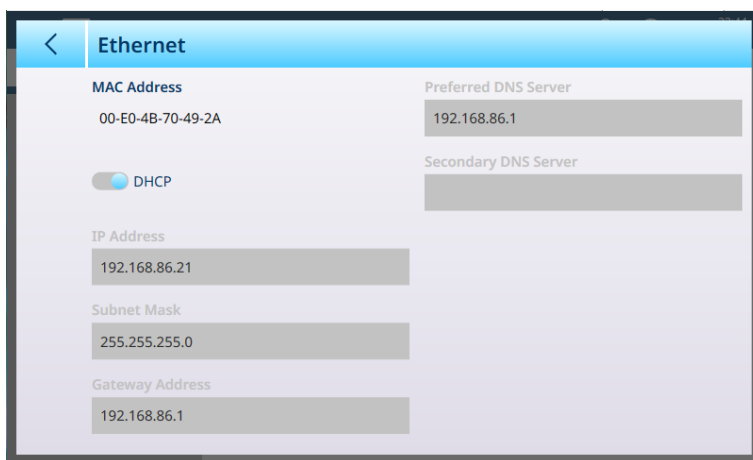 Ethernet
MAC Address
00-E0-4B-70-49-2A
DHCP
IP Address
192.168.86.21
Subnet Mask
255.255.255.0
Gateway Address
192.168.86.1
Preferred DNS Server
192.168.86.1
Secondary DNS Server